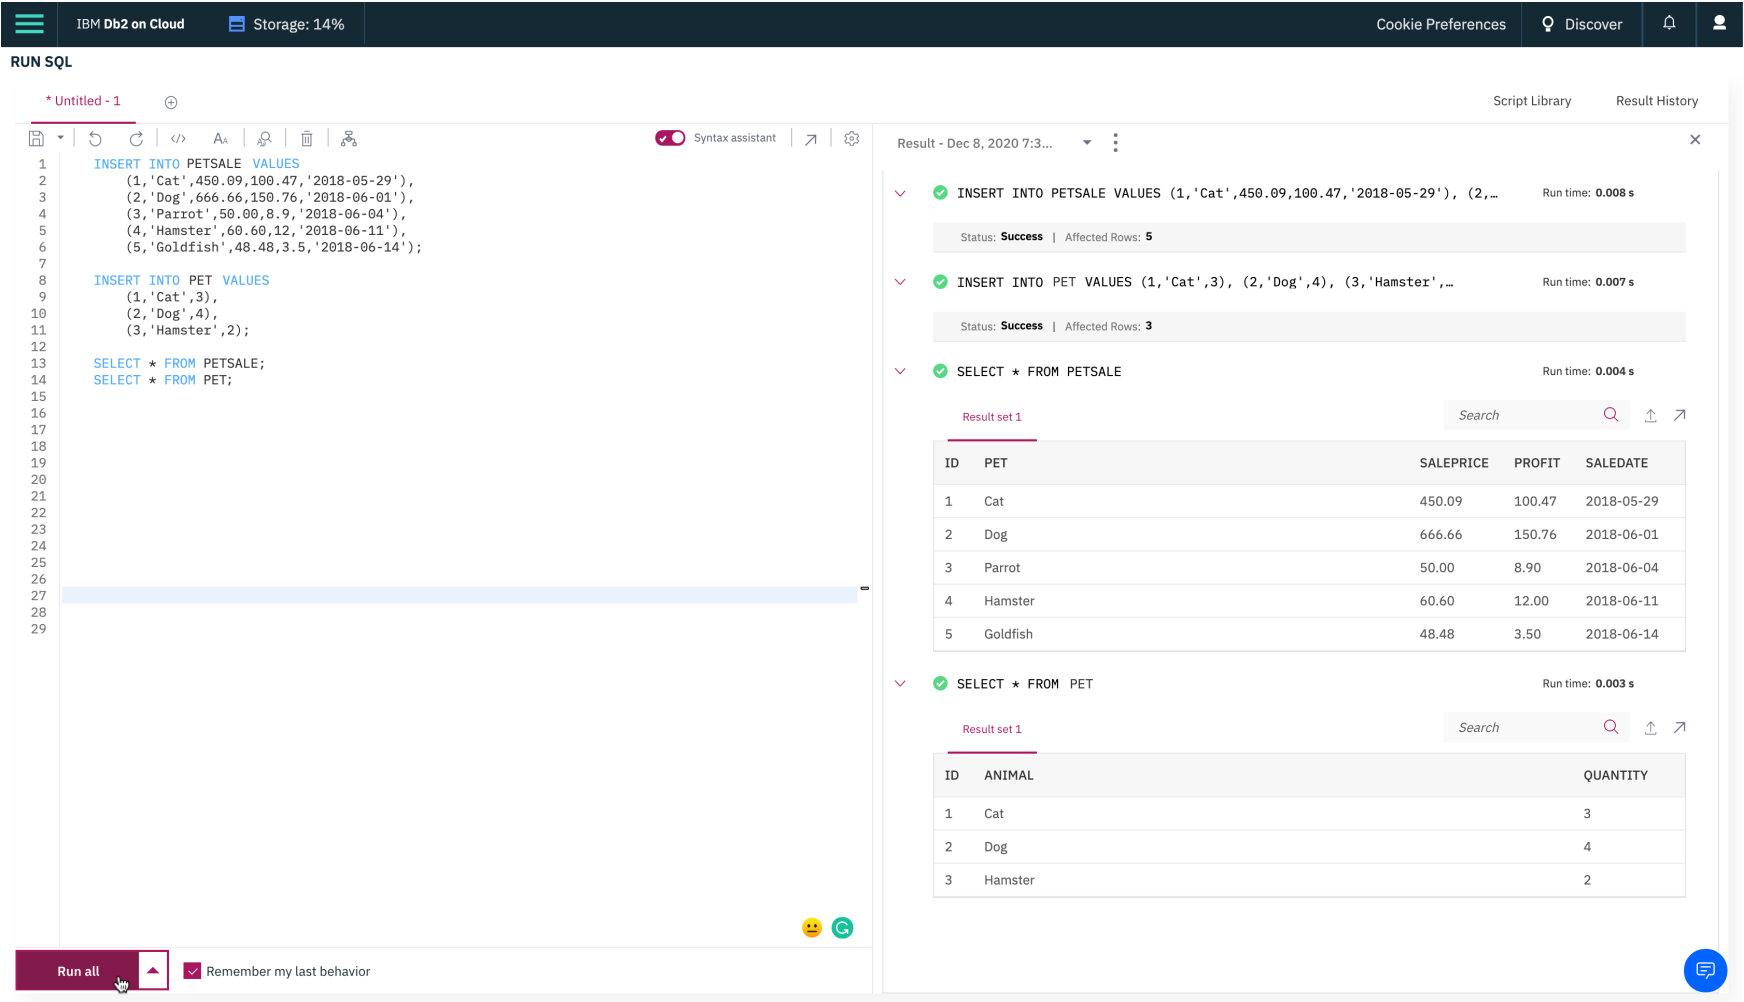 IBM Db2 on Cloud
Storage: 14%
Cookie Preferences
Discover
RUN SQL
* Untitled - 1
Script Library
Result History
Syntax assistant
1 INSERT INTO PETSALE VALUES
2 (1,'Cat',450.09,100.47,'2018-05-29'),
3 (2,'Dog',666.66,150.76,'2018-06-01'),
4 (3,'Parrot',50.00,8.9,'2018-06-04'),
5 (4,'Hamster',60.60,12,'2018-06-11'),
6 (5,'Goldfish',48.48,3.5,'2018-06-14');
7
8 INSERT INTO PET VALUES
9 (1,'Cat',3),
10 (2,'Dog',4),
11 (3,'Hamster',2);
12
13 SELECT * FROM PETSALE;
14 SELECT * FROM PET;
15
16
17
18
19
20
21
22
23
24
25
26
27
28
29
Run all
Remember my last behavior
Result - Dec 8, 2020 7:3...
INSERT INTO PETSALE VALUES (1,'Cat',450.09,100.47,'2018-05-29'), (2,... Run time: 0.008 s
Status: Success | Affected Rows: 5
INSERT INTO PET VALUES (1,'Cat',3), (2,'Dog',4), (3,'Hamster',... Run time: 0.007 s
Status: Success | Affected Rows: 3
SELECT * FROM PETSALE Run time: 0.004 s
Result set 1
Search
ID PET SALEPRICE PROFIT SALEDATE
1 Cat 450.09 100.47 2018-05-29
2 Dog 666.66 150.76 2018-06-01
3 Parrot 50.00 8.90 2018-06-04
4 Hamster 60.60 12.00 2018-06-11
5 Goldfish 48.48 3.50 2018-06-14
SELECT * FROM PET Run time: 0.003 s
Result set 1
Search
ID ANIMAL QUANTITY
1 Cat 3
2 Dog 4
3 Hamster 2